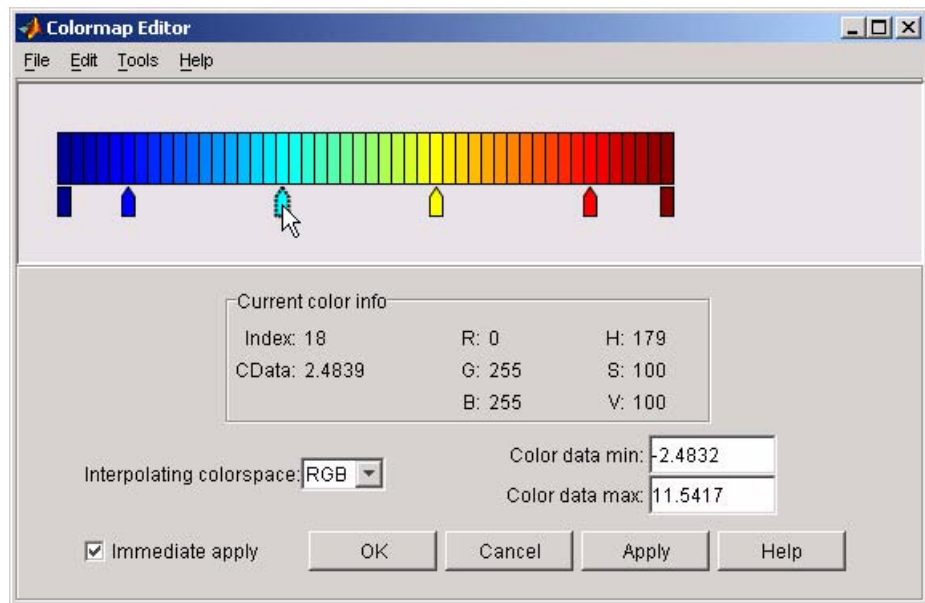 Colormap Editor
File Edit Tools Help
Current color info
Index: 18 R: 0 H: 179
CData: 2.4839 G: 255 S: 100
B: 255 V: 100
Interpolating colorspace: RGB
Color data min: -2.4832
Color data max: 11.5417
Immediate apply OK Cancel Apply Help